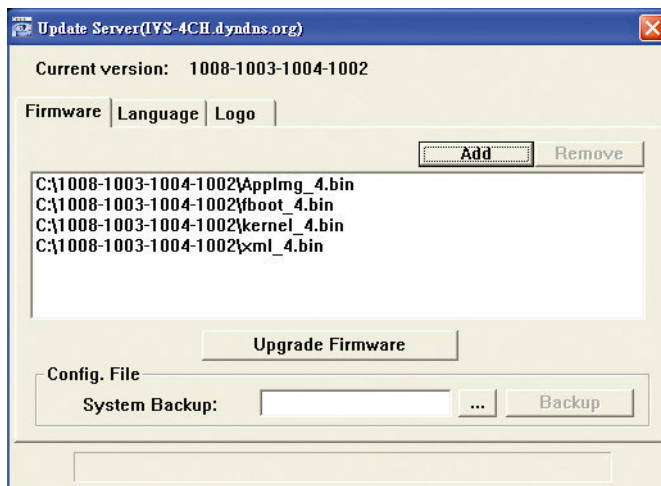 Update Server(IVS-4CH.dyndns.org)
Current version: 1008-1003-1004-1002
Firmware Language Logo
Add Remove
C:\1008-1003-1004-1002\AppImg_4.bin
C:\1008-1003-1004-1002\fboot_4.bin
C:\1008-1003-1004-1002\kernel_4.bin
C:\1008-1003-1004-1002\xml_4.bin
Upgrade Firmware
Config. File
System Backup: ... Backup